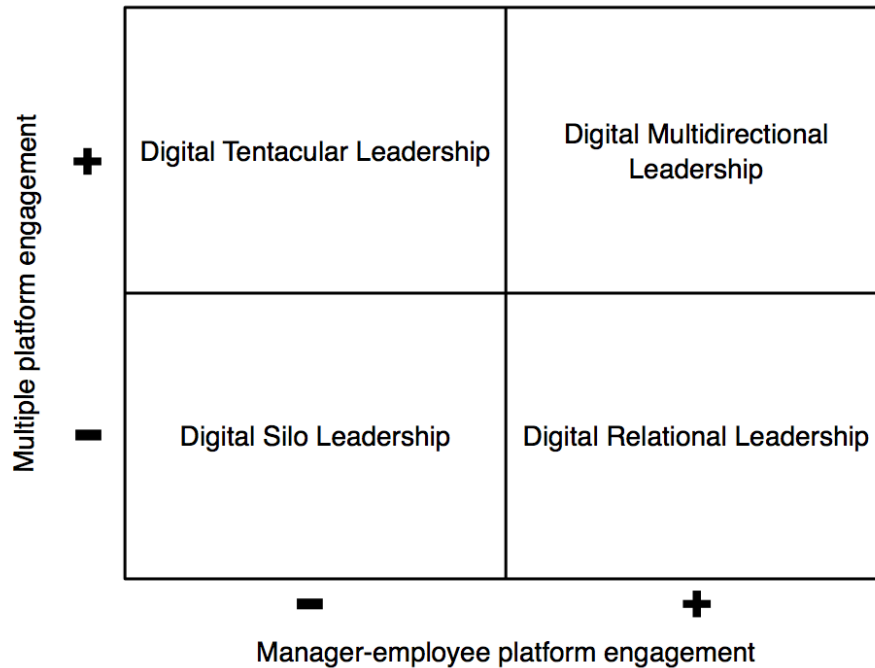 Multiple platform engagement
+
Digital Tentacular Leadership
Digital Multidirectional
Leadership
-
Digital Silo Leadership
Digital Relational Leadership
-
+
Manager-employee platform engagement